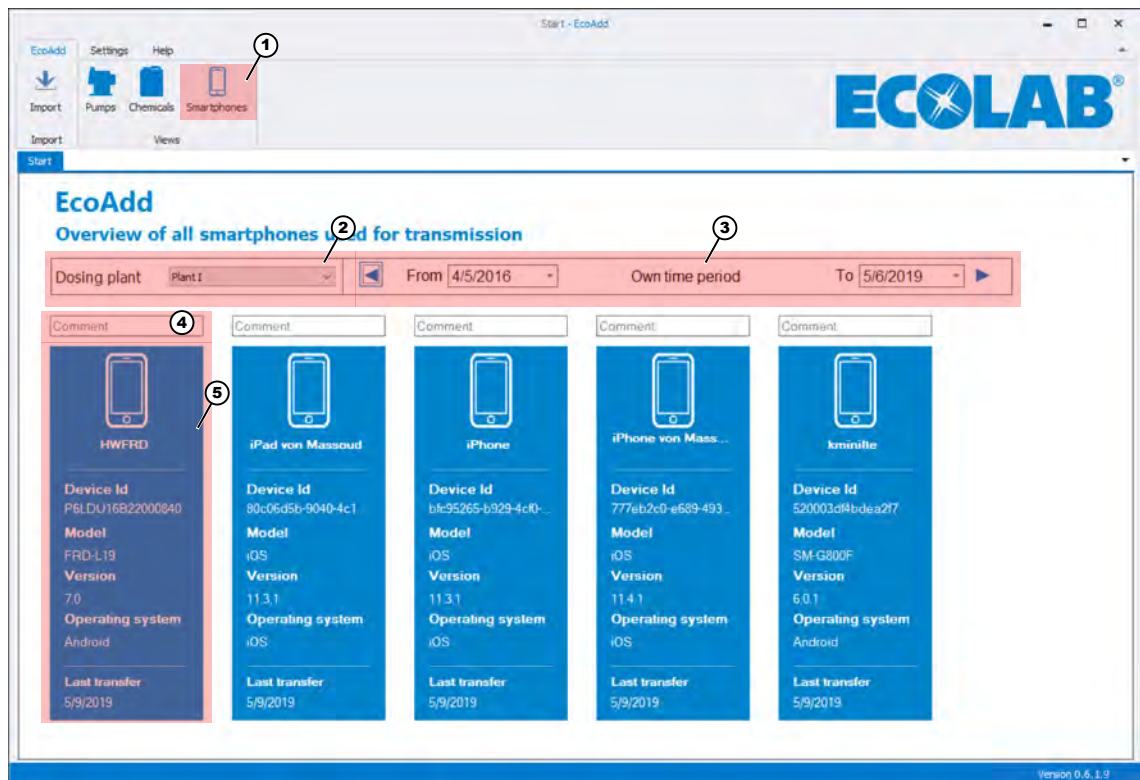 Start - EcoAdd
EcoAdd Settings Help
1
Import Pumps Chemicals Smartphones
Import Views
ECOLAB®
Start
EcoAdd
Overview of all smartphones used for transmission
2
3
Dosing plant Plant I From 4/5/2016 Own time period To 5/6/2019
Comment 4 Comment Comment Comment Comment
5
HWFRD iPad von Massoud iPhone iPhone von Mass... kminilte
Device Id Device Id Device Id Device Id Device Id
P6LDU16B22000840 80c06d5b-9040-4c1 bfc95265-b929-4cf0-... 777eb2c0-e689-493... 520003df4bdea2f7
Model Model Model Model Model
FRD-L19 iOS iOS iOS SM-G800F
Version Version Version Version Version
7.0 11.3.1 11.3.1 11.4.1 6.0.1
Operating system Operating system Operating system Operating system Operating system
Android iOS iOS iOS Android
Last transfer Last transfer Last transfer Last transfer Last transfer
5/9/2019 5/9/2019 5/9/2019 5/9/2019 5/9/2019
Version 0.6.1.9